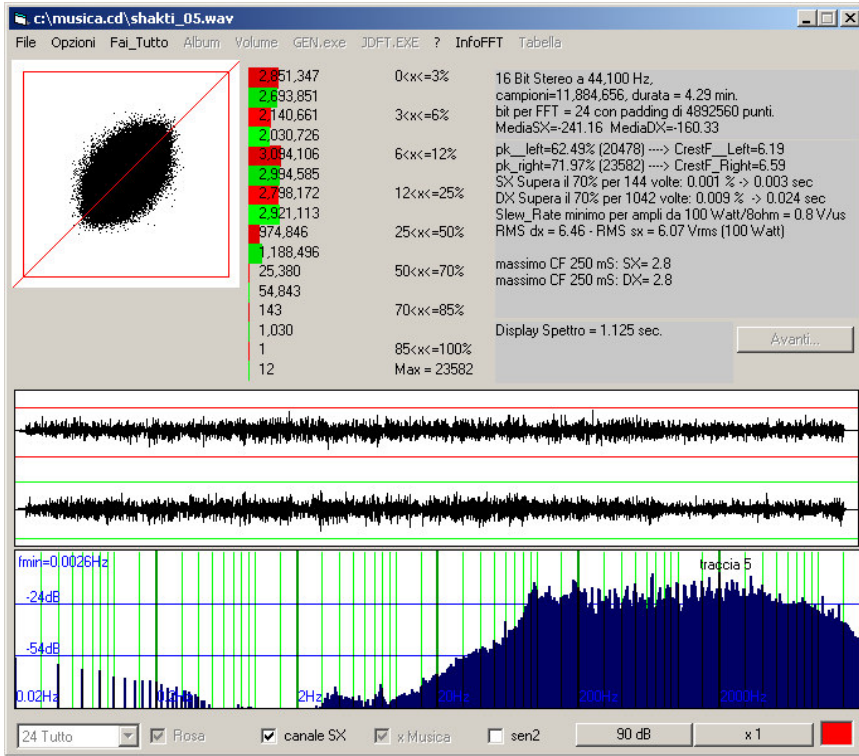 c:\musica.cd\shakti_05.wav
File Opzioni Fai_Tutto Album Volume GEN.exe JDFT.EXE ? InfoFFT Tabella
2,851,347 0<x<=3%
2,693,851
2,140,661 3<x<=6%
2,030,726
3,094,106 6<x<=12%
2,994,585
2,798,172 12<x<=25%
2,921,113
974,846 25<x<=50%
1,188,496
25,380 50<x<=70%
54,843
143 70<x<=85%
1,030
1 85<x<=100%
12 Max = 23582
16 Bit Stereo a 44,100 Hz,
campioni=11,884,656, durata = 4.29 min.
bit per FFT = 24 con padding di 4892560 punti.
MediaSX=-241.16 MediaDX=-160.33
pk__left=62.49% (20478) ----> CrestF__Left=6.19
pk_right=71.97% (23582) ----> CrestF_Right=6.59
SX Supera il 70% per 144 volte: 0.001 % -> 0.003 sec
DX Supera il 70% per 1042 volte: 0.009 % -> 0.024 sec
Slew_Rate minimo per ampli da 100 Watt/8ohm = 0.8 V/us
RMS dx = 6.46 - RMS sx = 6.07 Vrms (100 Watt)
massimo CF 250 mS: SX= 2.8
massimo CF 250 mS: DX= 2.8
Display Spettro = 1.125 sec.
Avanti...
fmin=0.0026Hz
traccia 5
-24dB
-54dB
0.02Hz 0.2Hz 2Hz 20Hz 200Hz 2000Hz
24 Tutto Rosa canale SX x Musica sen2 90 dB x 1